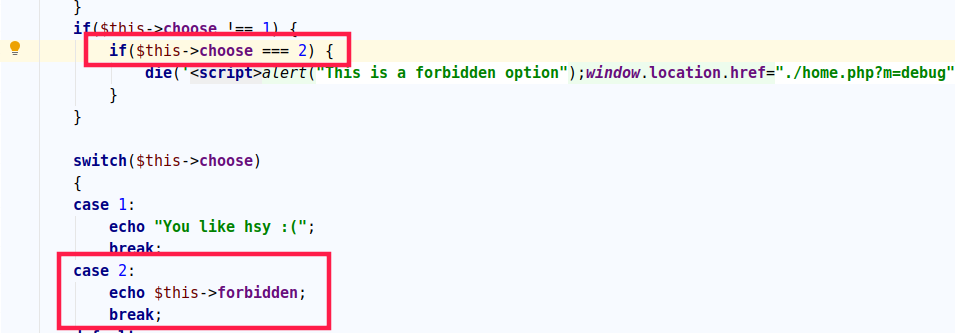 }
if($this->choose !== 1) {
if($this->choose === 2) {
die('<script>alert("This is a forbidden option");window.location.href="./home.php?m=debug"
}
}
switch($this->choose)
{
case 1:
echo "You like hsy :(";
break;
case 2:
echo $this->forbidden;
break;